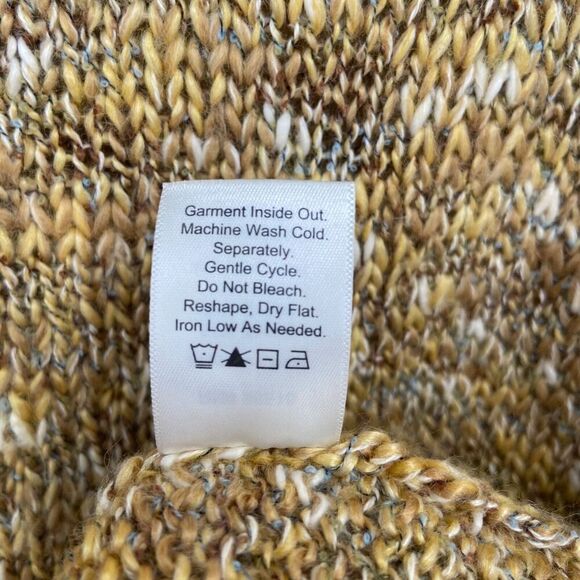 Garment Inside Out.
Machine Wash Cold.
Separately.
Gentle Cycle.
Do Not Bleach.
Reshape, Dry Flat.
Iron Low As Needed.